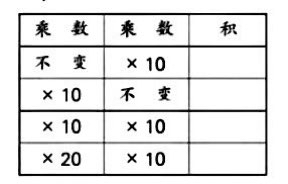 乘 数 乘 数 积
不 变 ×10
×10 不 变
×10 ×10
×20 ×10